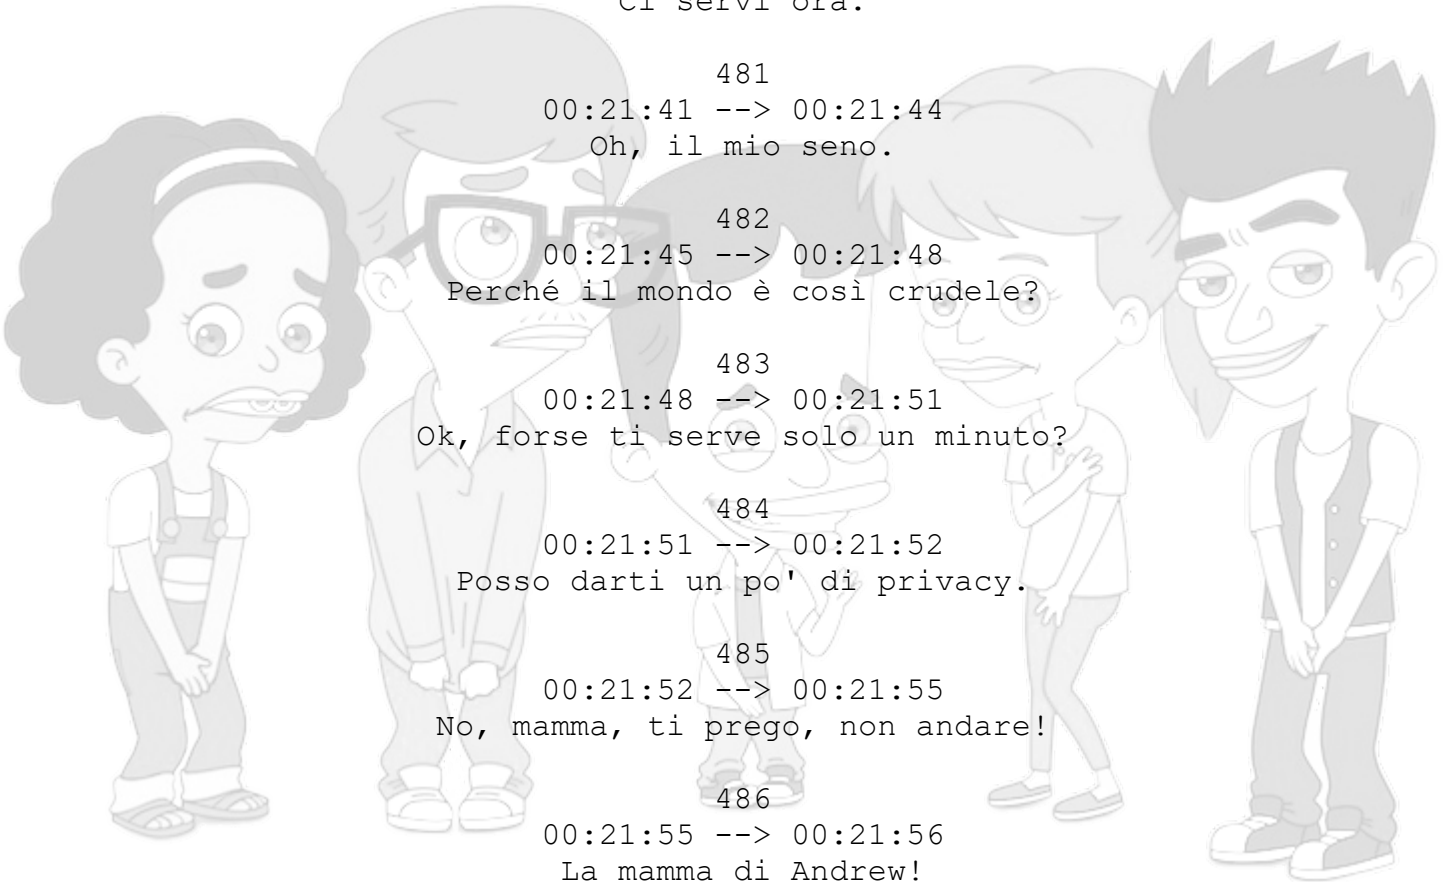 Ci servi ora.
481
00:21:41 --> 00:21:44
Oh, il mio seno.
482
00:21:45 --> 00:21:48
Perché il mondo è così crudele?
483
00:21:48 --> 00:21:51
Ok, forse ti serve solo un minuto?
484
00:21:51 --> 00:21:52
Posso darti un po' di privacy.
485
00:21:52 --> 00:21:55
No, mamma, ti prego, non andare!
486
00:21:55 --> 00:21:56
La mamma di Andrew!